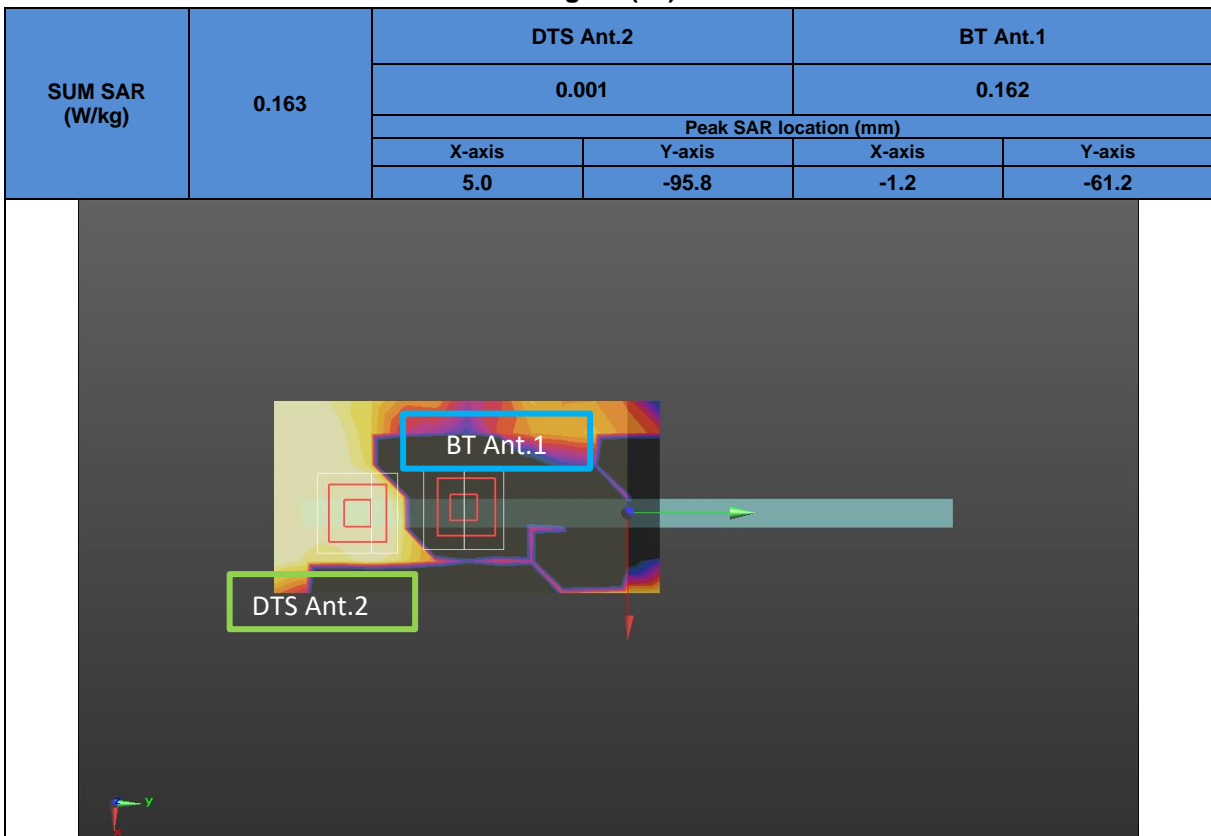 SUM SAR
(W/kg)
0.163
DTS Ant.2
BT Ant.1
0.001
0.162
Peak SAR location (mm)
X-axis
Y-axis
X-axis
Y-axis
5.0
-95.8
-1.2
-61.2
BT Ant.1
DTS Ant.2
y
x